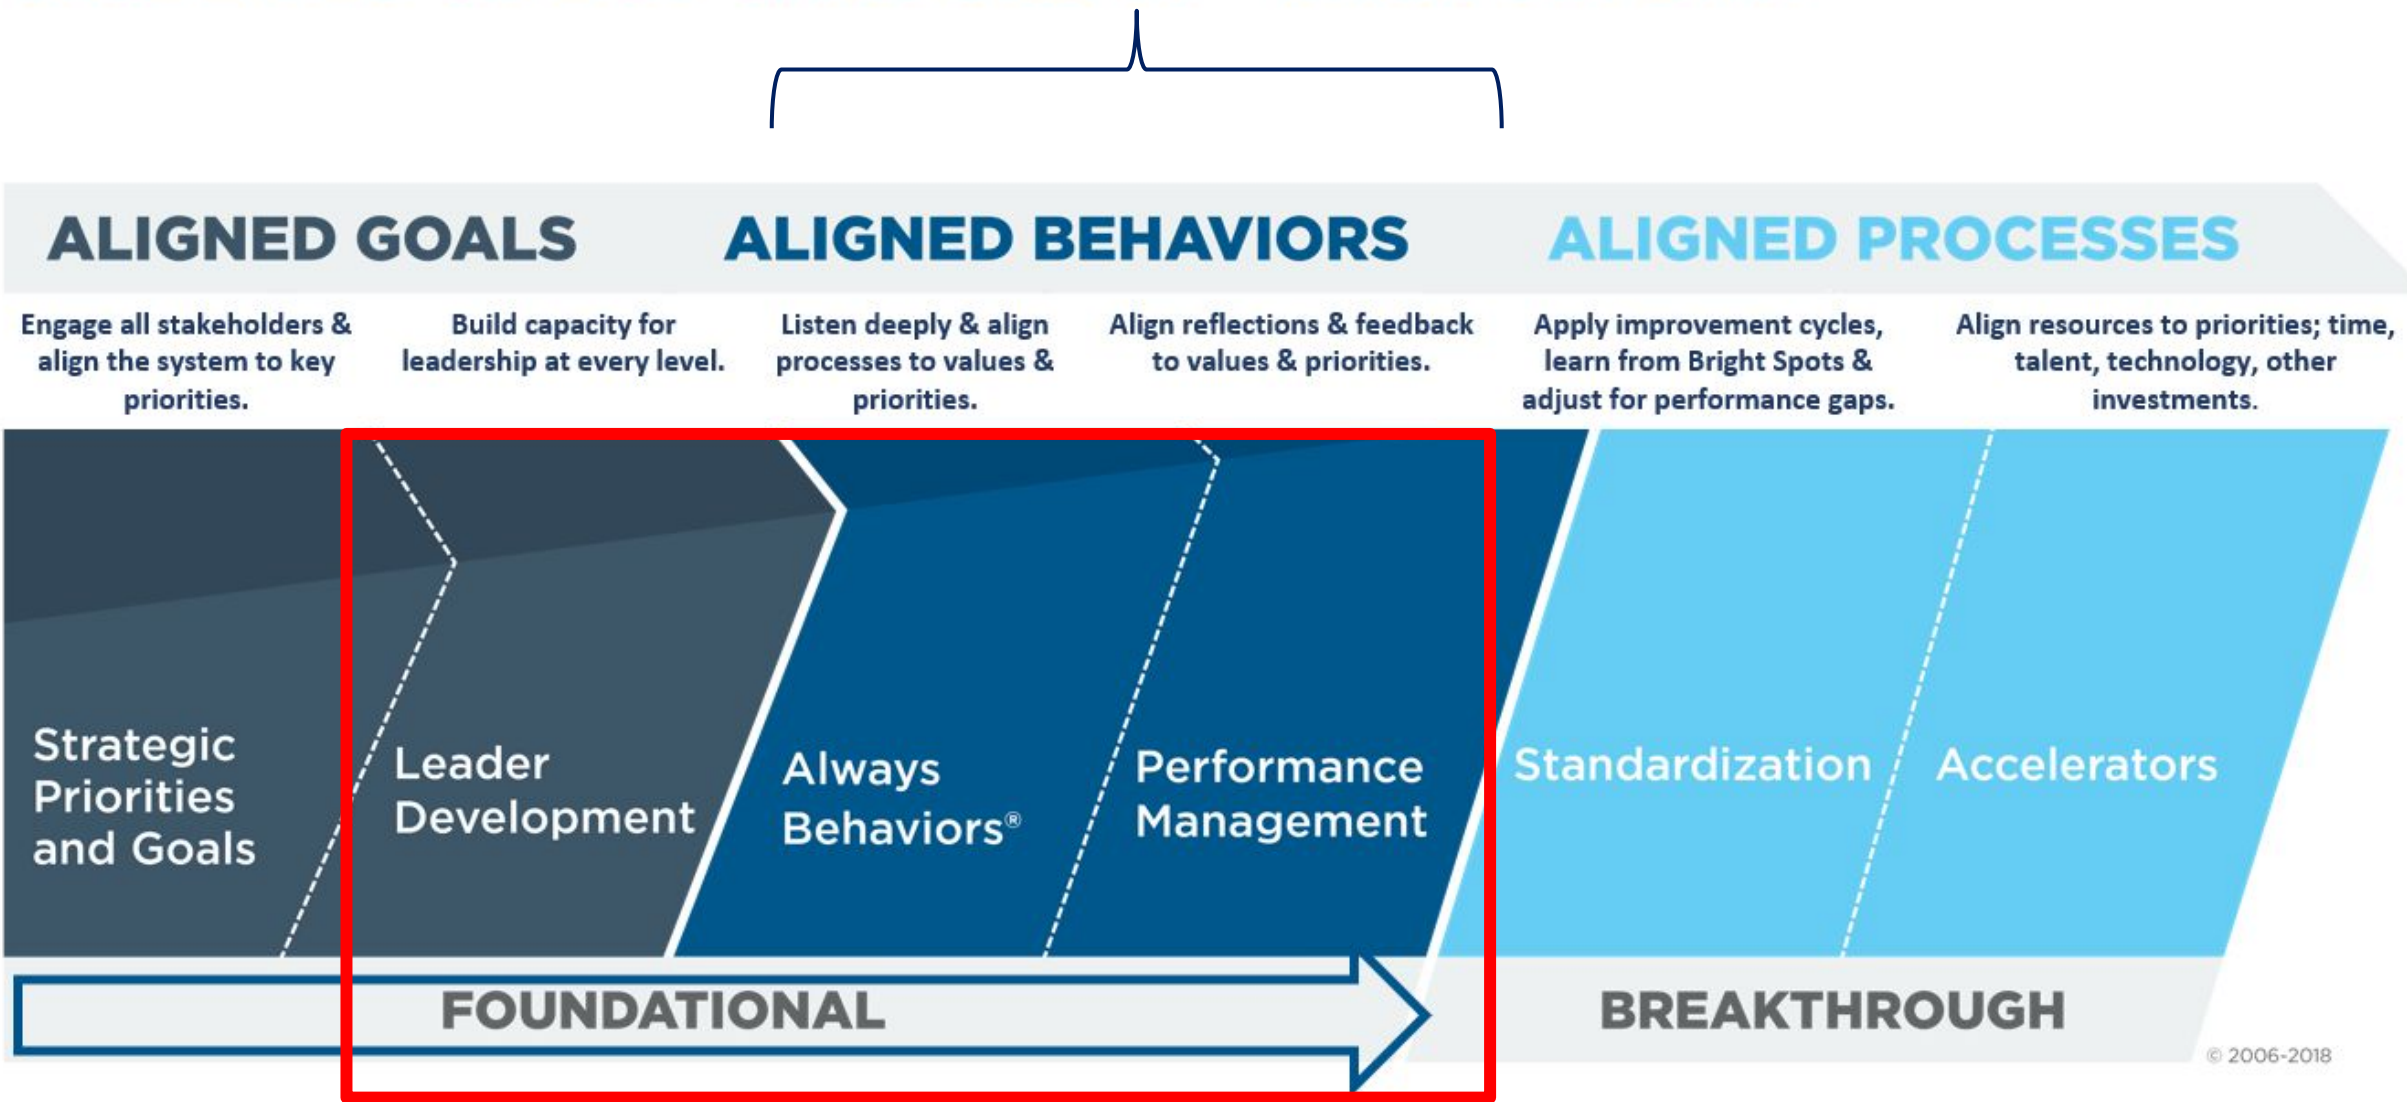 ALIGNED GOALS
ALIGNED BEHAVIORS
ALIGNED PROCESSES
Engage all stakeholders &
align the system to key
priorities.
Build capacity for
leadership at every level.
Listen deeply & align
processes to values &
priorities.
Align reflections & feedback
to values & priorities.
Apply improvement cycles,
learn from Bright Spots &
adjust for performance gaps.
Align resources to priorities; time,
talent, technology, other
investments.
Strategic
Priorities
and Goals
Leader
Development
Always
Behaviors®
Performance
Management
Standardization
Accelerators
FOUNDATIONAL
BREAKTHROUGH
© 2006-2018